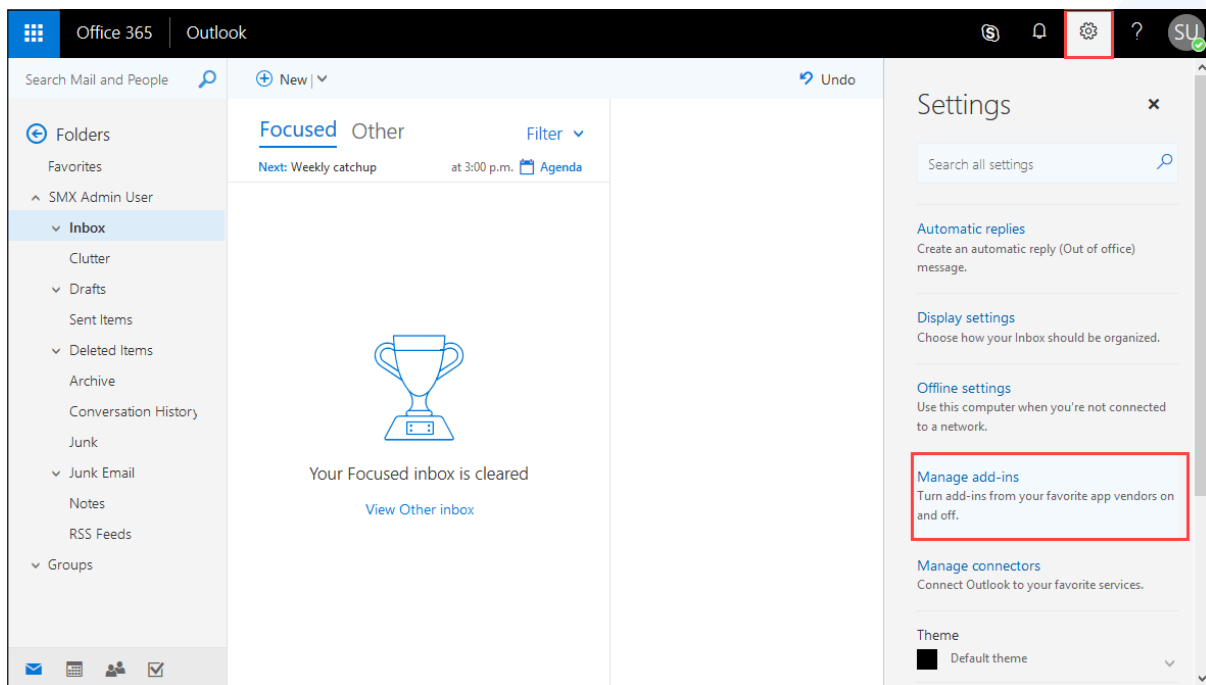 Office 365 Outlook
SU
Search Mail and People
New
Undo
Folders
Favorites
SMX Admin User
Inbox
Clutter
Drafts
Sent Items
Deleted Items
Archive
Conversation History
Junk
Junk Email
Notes
RSS Feeds
Groups
Focused Other Filter
Next: Weekly catchup at 3:00 p.m. Agenda
Your Focused inbox is cleared
View Other inbox
Settings
Search all settings
Automatic replies
Create an automatic reply (Out of office)
message.
Display settings
Choose how your Inbox should be organized.
Offline settings
Use this computer when you're not connected
to a network.
Manage add-ins
Turn add-ins from your favorite app vendors on
and off.
Manage connectors
Connect Outlook to your favorite services.
Theme
Default theme